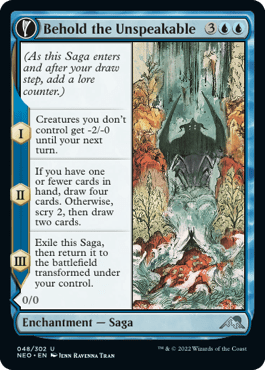 Behold the Unspeakable 3
(As this Saga enters
and after your draw
step, add a lore
counter.)
I
Creatures you don't
control get -2/-0
until your next
turn.
II
If you have one
or fewer cards in
hand, draw four
cards. Otherwise,
scry 2, then draw
two cards.
III
Exile this Saga,
then return it to
the battlefield
transformed under
your control.
0/0
Enchantment — Saga
048/302 U
NEO • EN Jenn Ravenna Tran
™ & © 2022 Wizards of the Coast